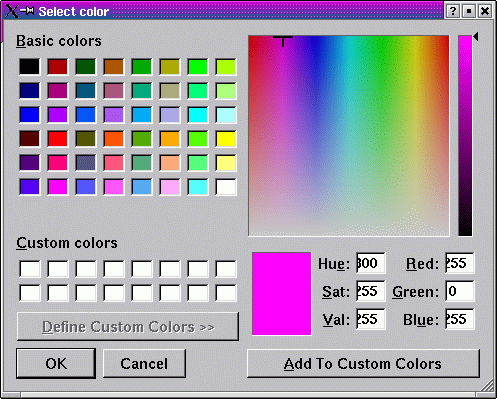 Select color
Basic colors
Custom colors
Hue: 300 Red: 255
Sat: 255 Green: 0
Val: 255 Blue: 255
Define Custom Colors >>
OK Cancel Add To Custom Colors